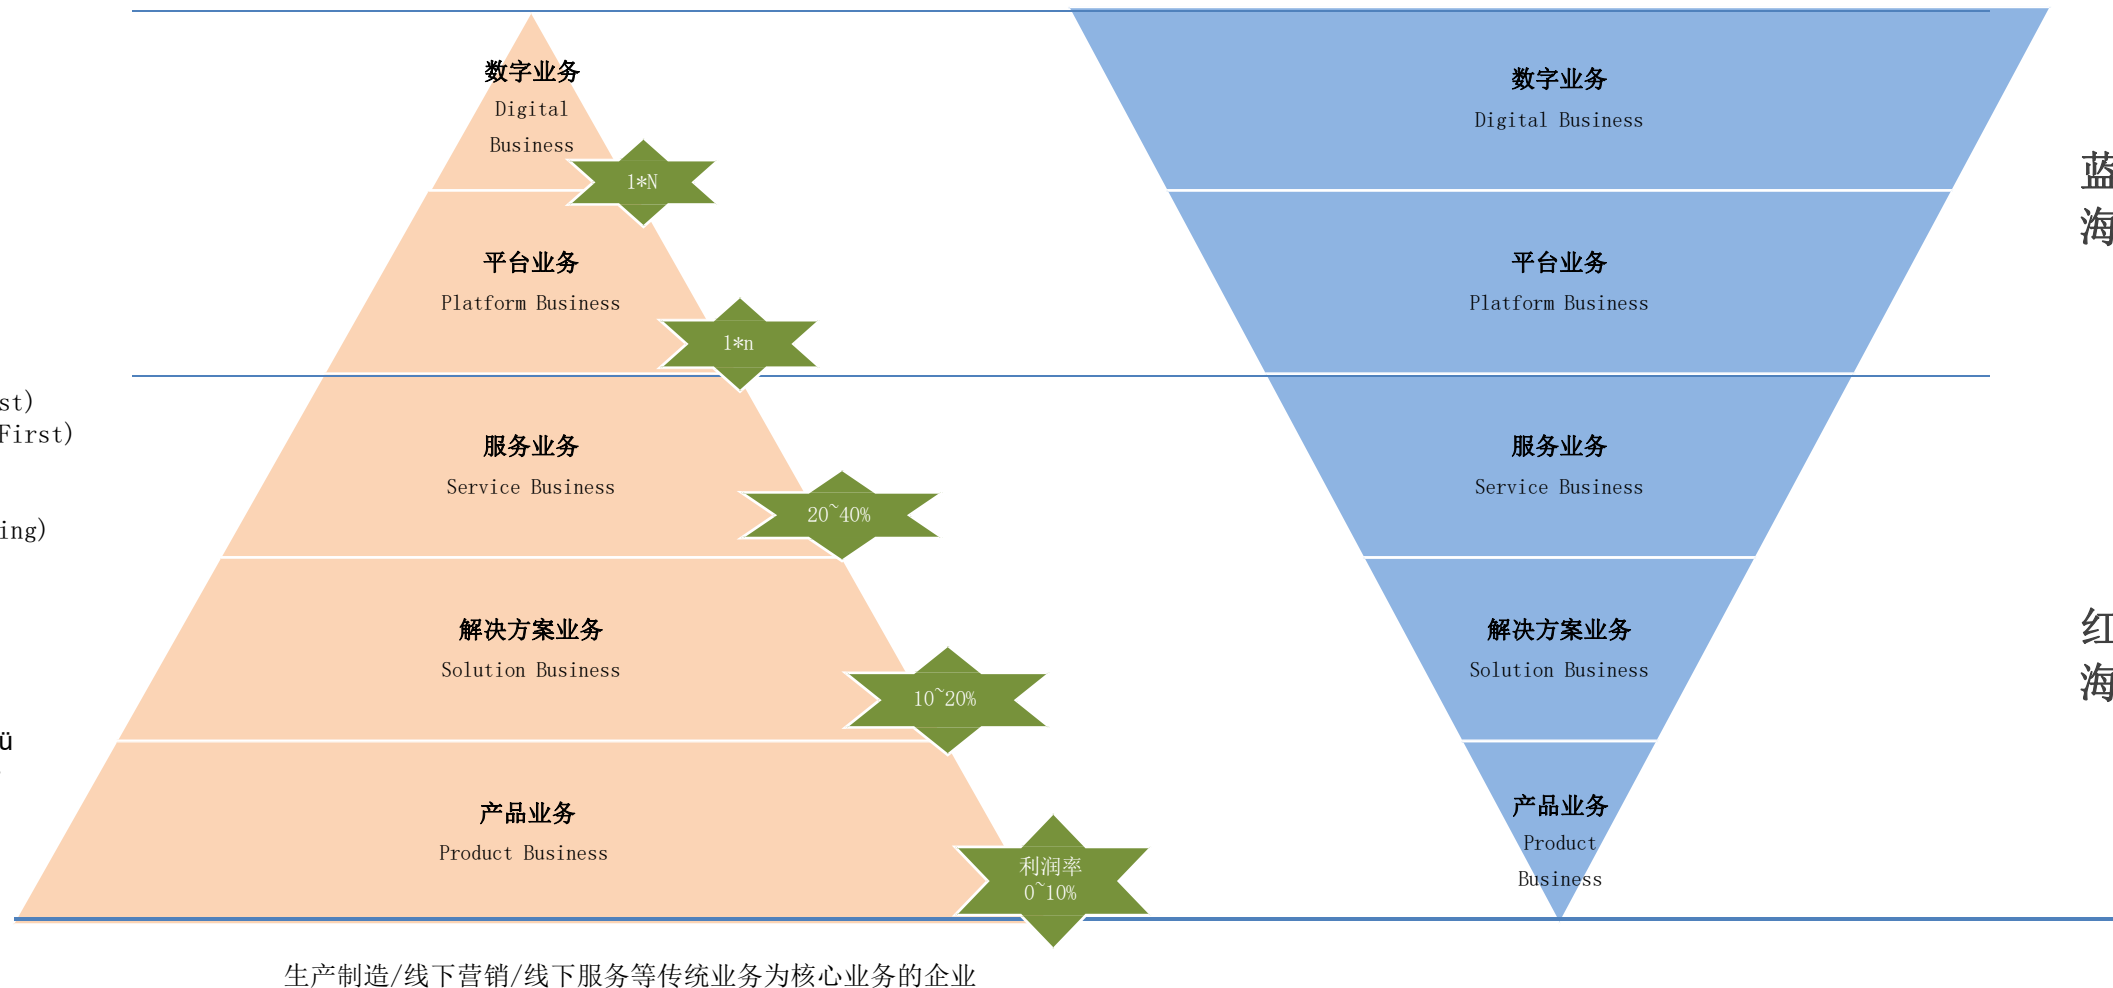 数字业务
Digital
Business
1*N
平台业务
Platform Business
1*n
服务业务
Service Business
20~40%
解决方案业务
Solution Business
10~20%
产品业务
Product Business
利润率
0~10%
数字业务
Digital Business
平台业务
Platform Business
服务业务
Service Business
解决方案业务
Solution Business
产品业务
Product
Business
蓝
海
红
海
st)
First)
ing)
ü
生产制造/线下营销/线下服务等传统业务为核心业务的企业